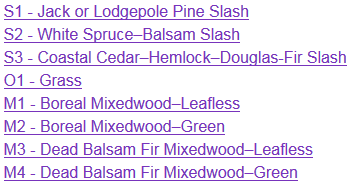 S1 - Jack or Lodgepole Pine Slash
S2 - White Spruce–Balsam Slash
S3 - Coastal Cedar–Hemlock–Douglas-Fir Slash
O1 - Grass
M1 - Boreal Mixedwood–Leafless
M2 - Boreal Mixedwood–Green
M3 - Dead Balsam Fir Mixedwood–Leafless
M4 - Dead Balsam Fir Mixedwood–Green